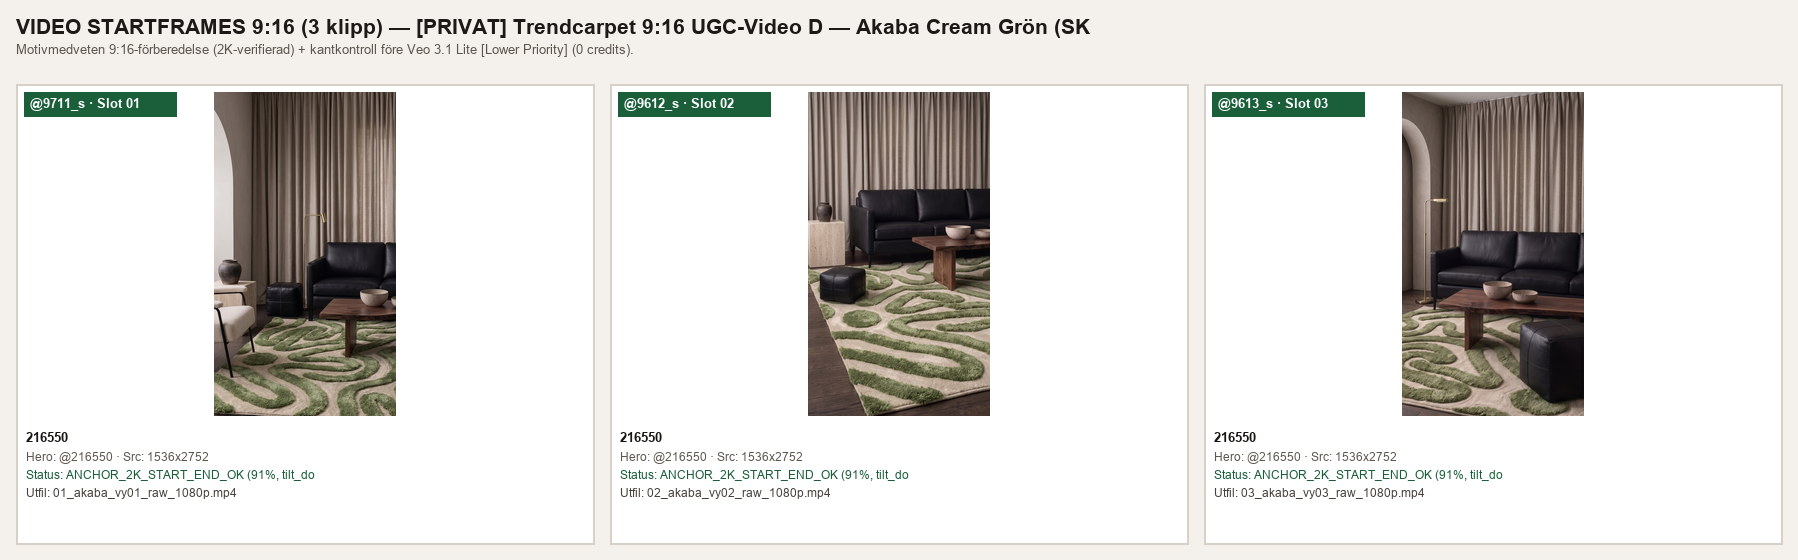 VIDEO STARTFRAMES 9:16 (3 klipp) — [PRIVAT] Trendcarpet 9:16 UGC-Video D — Akaba Cream Grön (SK
Motivmedveten 9:16-förberedelse (2K-verifierad) + kantkontroll före Veo 3.1 Lite [Lower Priority] (0 credits).
@9711_s · Slot 01
216550
Hero: @216550 · Src: 1536x2752
Status: ANCHOR_2K_START_END_OK (91%, tilt_do
Utfil: 01_akaba_vy01_raw_1080p.mp4
@9612_s · Slot 02
216550
Hero: @216550 · Src: 1536x2752
Status: ANCHOR_2K_START_END_OK (91%, tilt_do
Utfil: 02_akaba_vy02_raw_1080p.mp4
@9613_s · Slot 03
216550
Hero: @216550 · Src: 1536x2752
Status: ANCHOR_2K_START_END_OK (91%, tilt_do
Utfil: 03_akaba_vy03_raw_1080p.mp4